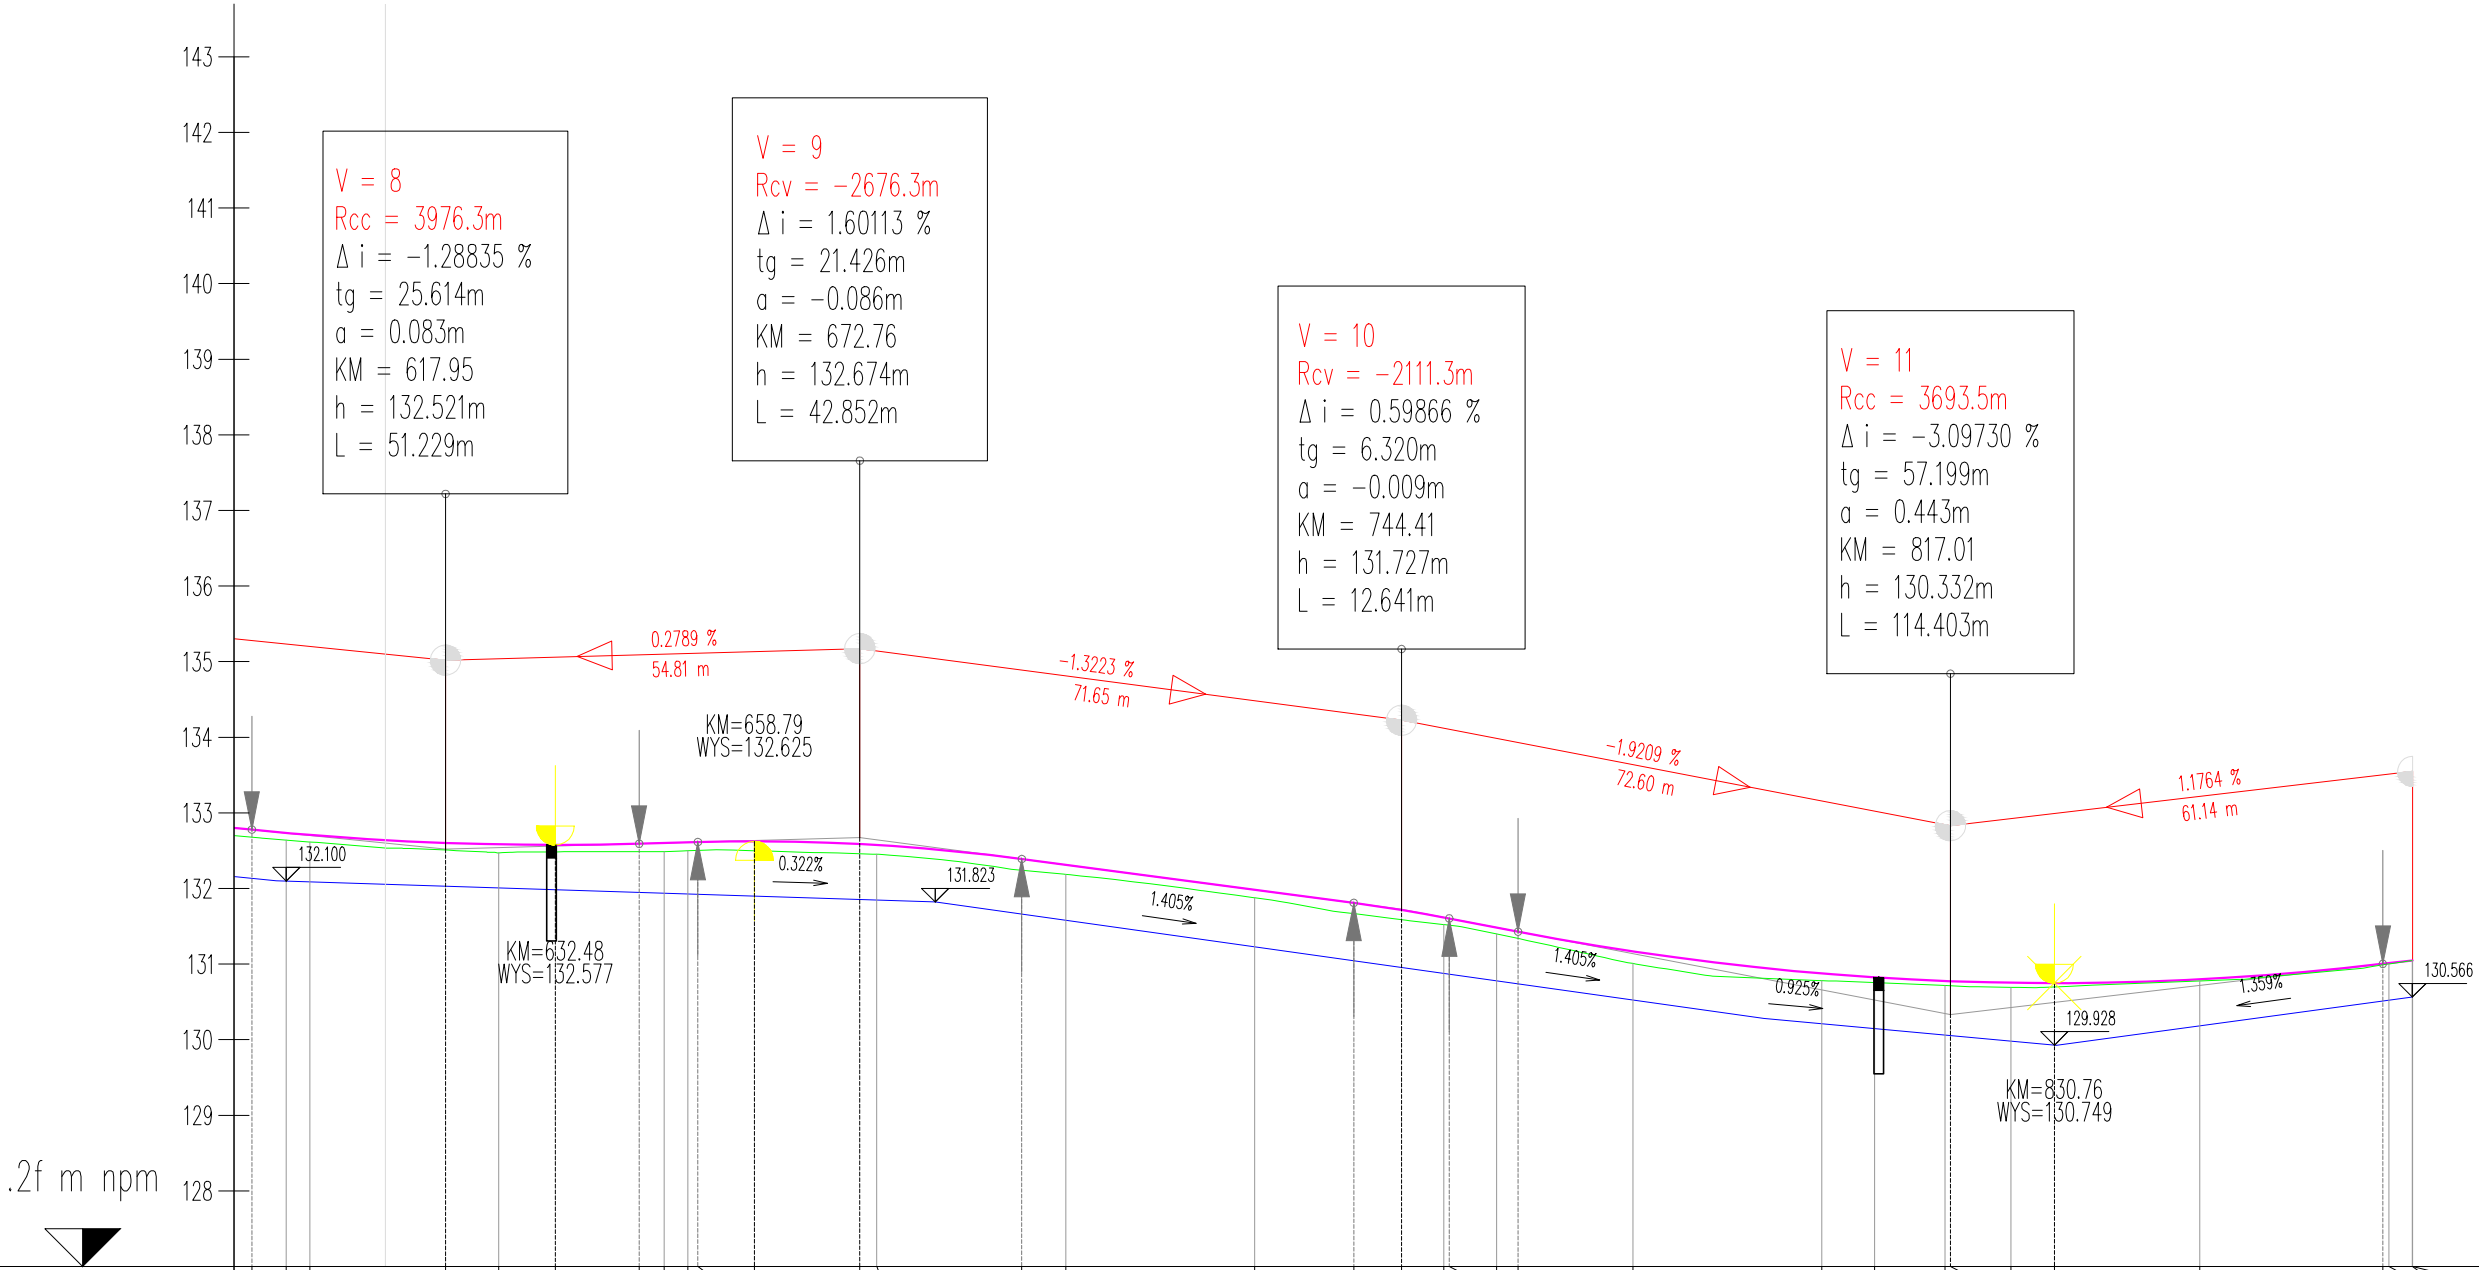 143
142
141
140
139
138
137
136
135
134
133
132
131
130
129
128
.2f m npm
V = 8
Rcc = 3976.3m
Δ i = -1.28835 %
tg = 25.614m
a = 0.083m
KM = 617.95
h = 132.521m
L = 51.229m
V = 9
Rcv = -2676.3m
Δ i = 1.60113 %
tg = 21.426m
a = -0.086m
KM = 672.76
h = 132.674m
L = 42.852m
V = 10
Rcv = -2111.3m
Δ i = 0.59866 %
tg = 6.320m
a = -0.009m
KM = 744.41
h = 131.727m
L = 12.641m
V = 11
Rcc = 3693.5m
Δ i = -3.09730 %
tg = 57.199m
a = 0.443m
KM = 817.01
h = 130.332m
L = 114.403m
0.2789 %
54.81 m
-1.3223 %
71.65 m
-1.9209 %
72.60 m
1.1764 %
61.14 m
KM=658.79
WYS=132.625
132.100
0.322%
131.823
1.405%
KM=632.48
WYS=132.577
1.405%
0.925%
1.359%
130.566
129.928
KM=830.76
WYS=130.749